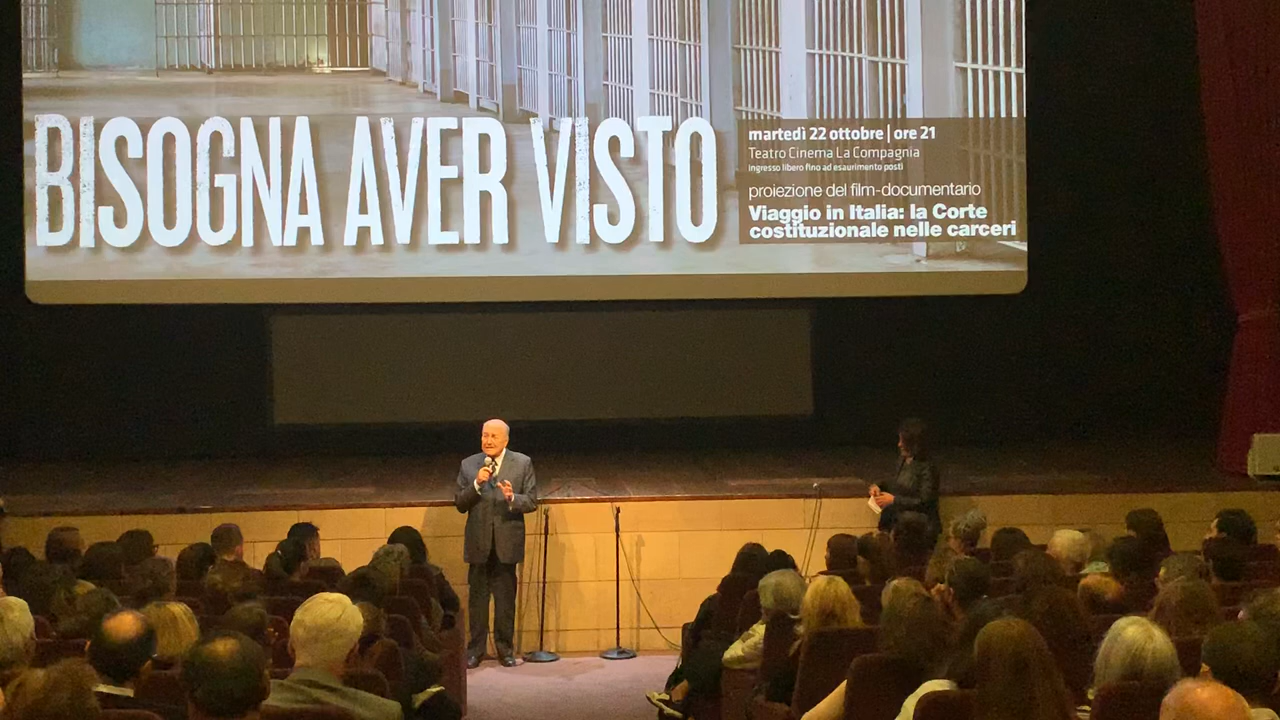 BISOGNA AVER VISTO
martedì 22 ottobre | ore 21
Teatro Cinema La Compagnia
ingresso libero fino ad esaurimento posti
proiezione del film-documentario
Viaggio in Italia: la Corte
costituzionale nelle carceri